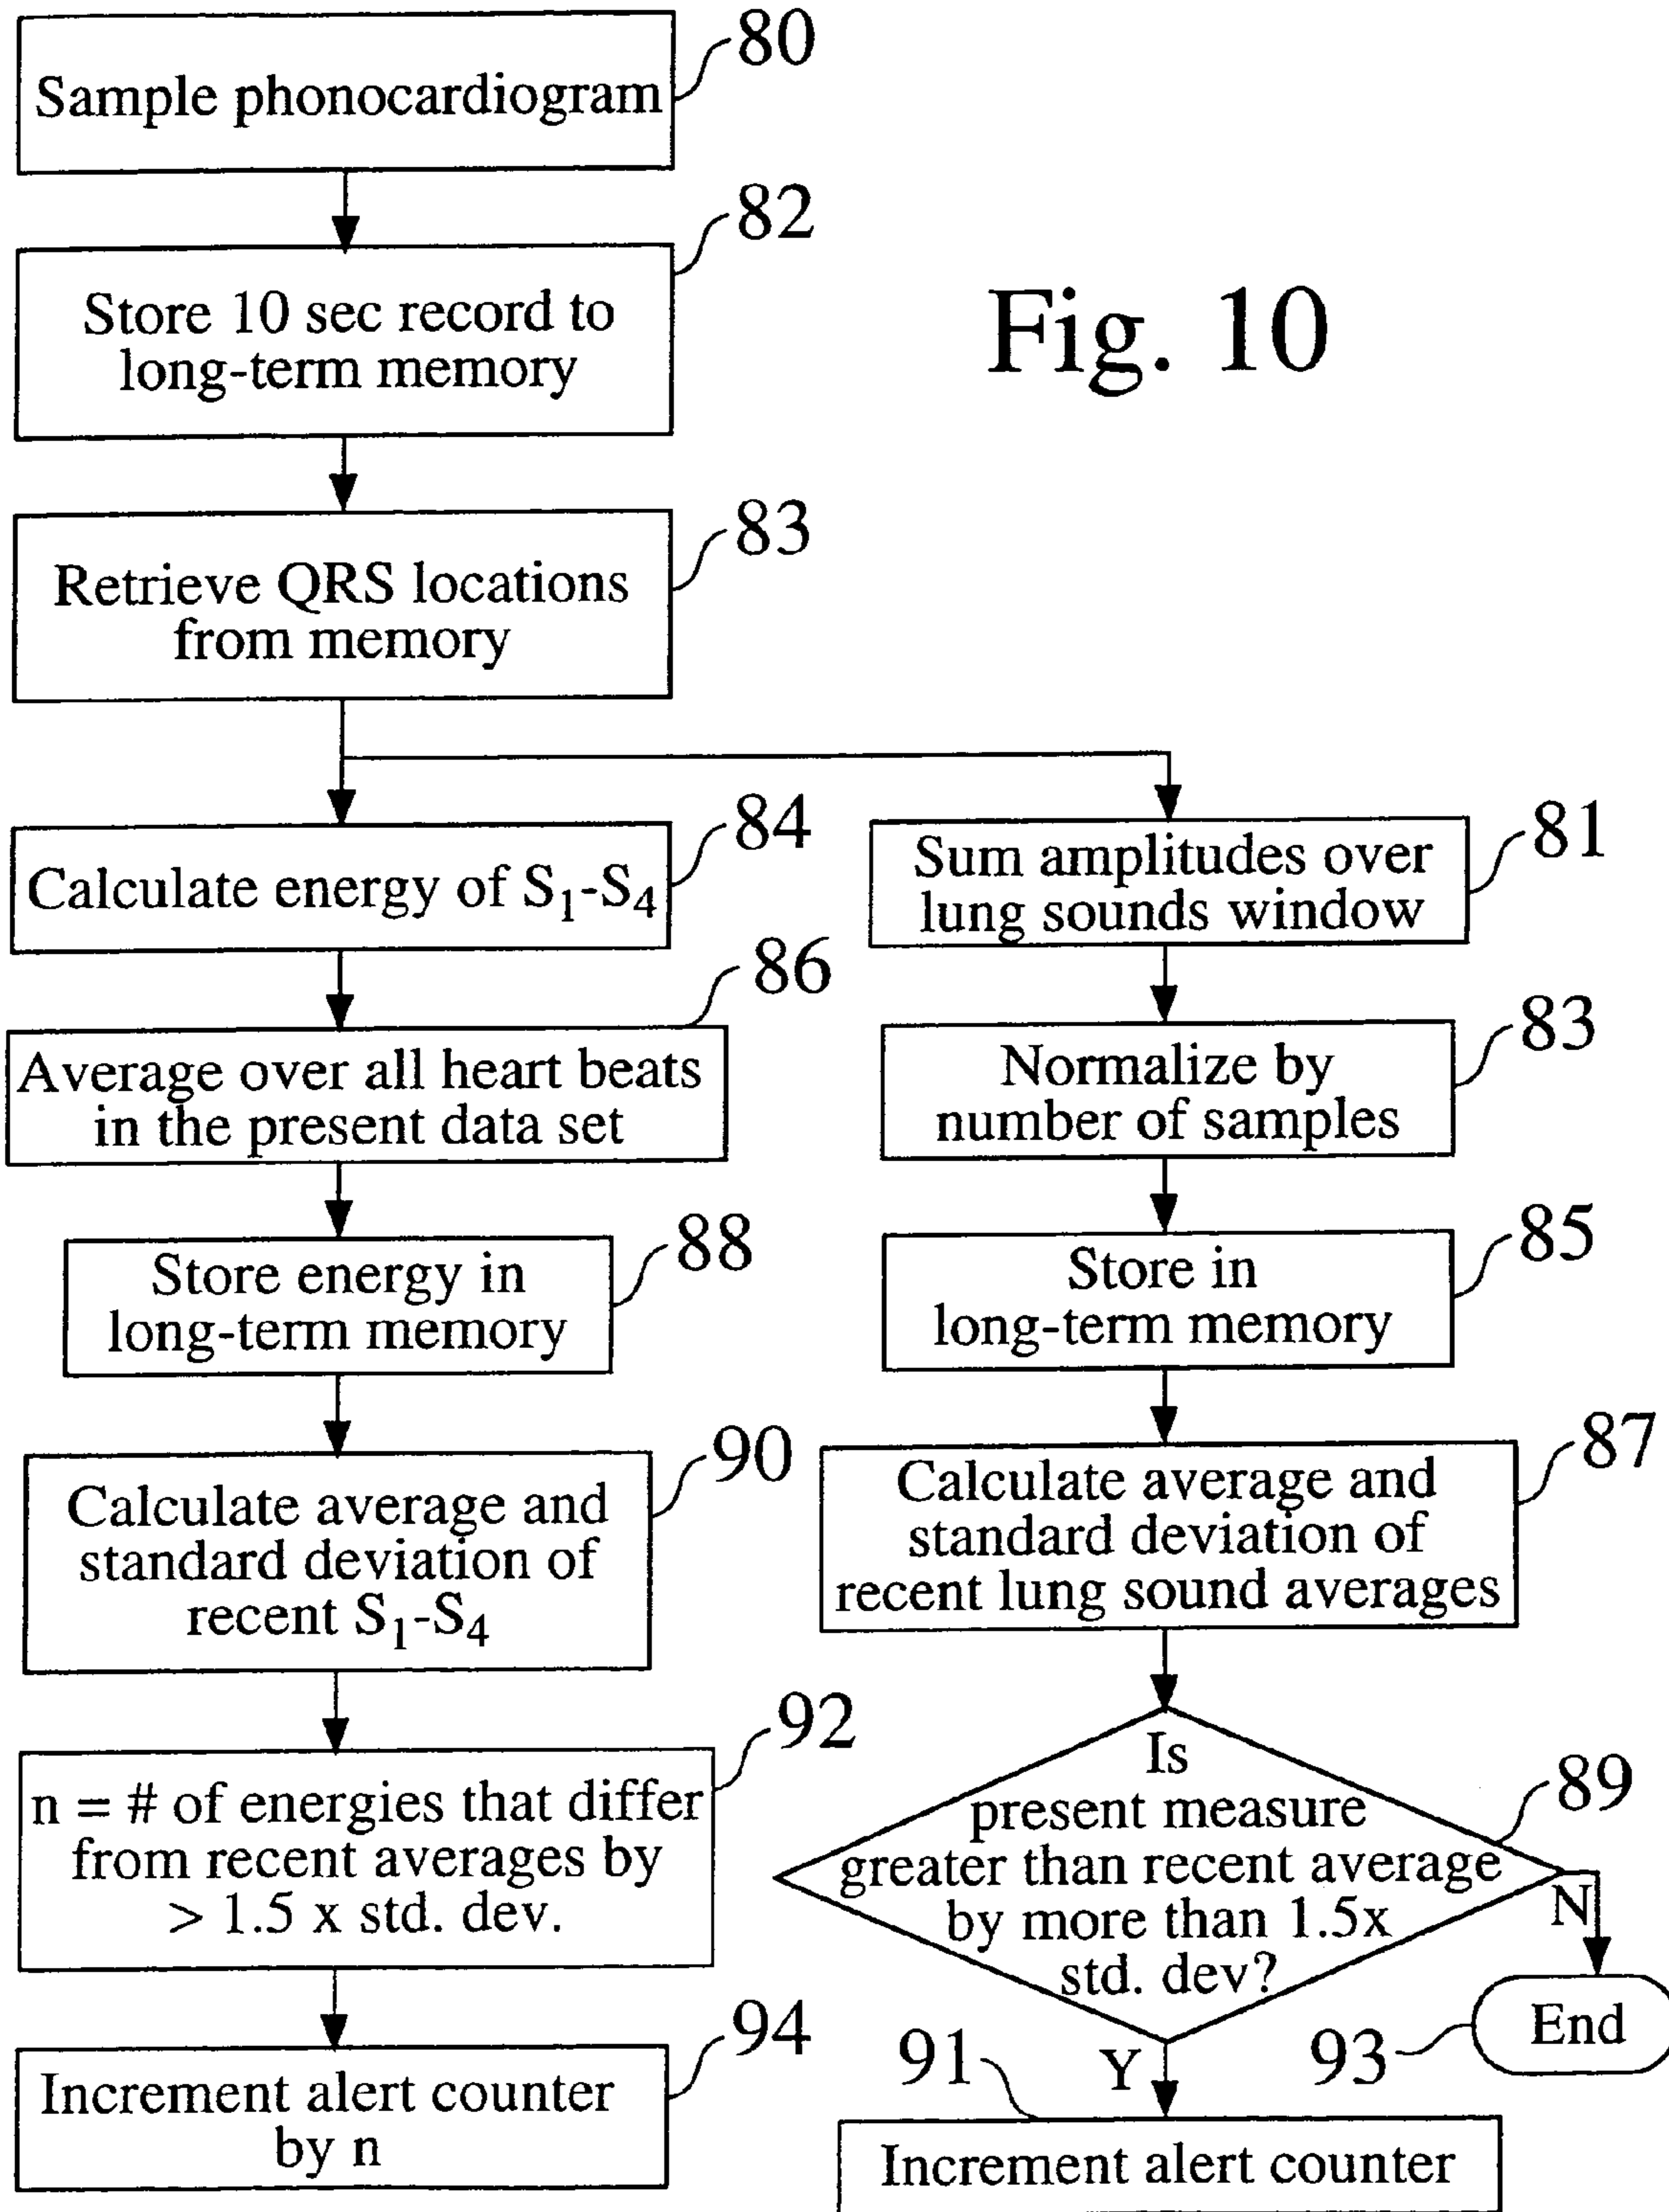 80
Sample phonocardiogram
82
Store 10 sec record to
long-term memory
Fig. 10
83
Retrieve QRS locations
from memory
84
Calculate energy of S₁-S₄
86
Average over all heart beats
in the present data set
88
Store energy in
long-term memory
90
Calculate average and
standard deviation of
recent S₁-S₄
92
n = # of energies that differ
from recent averages by
> 1.5 x std. dev.
94
Increment alert counter
by n
81
Sum amplitudes over
lung sounds window
83
Normalize by
number of samples
85
Store in
long-term memory
87
Calculate average and
standard deviation of
recent lung sound averages
89
Is
present measure
greater than recent average
by more than 1.5x
std. dev?
N
End
93
Y
91
Increment alert counter